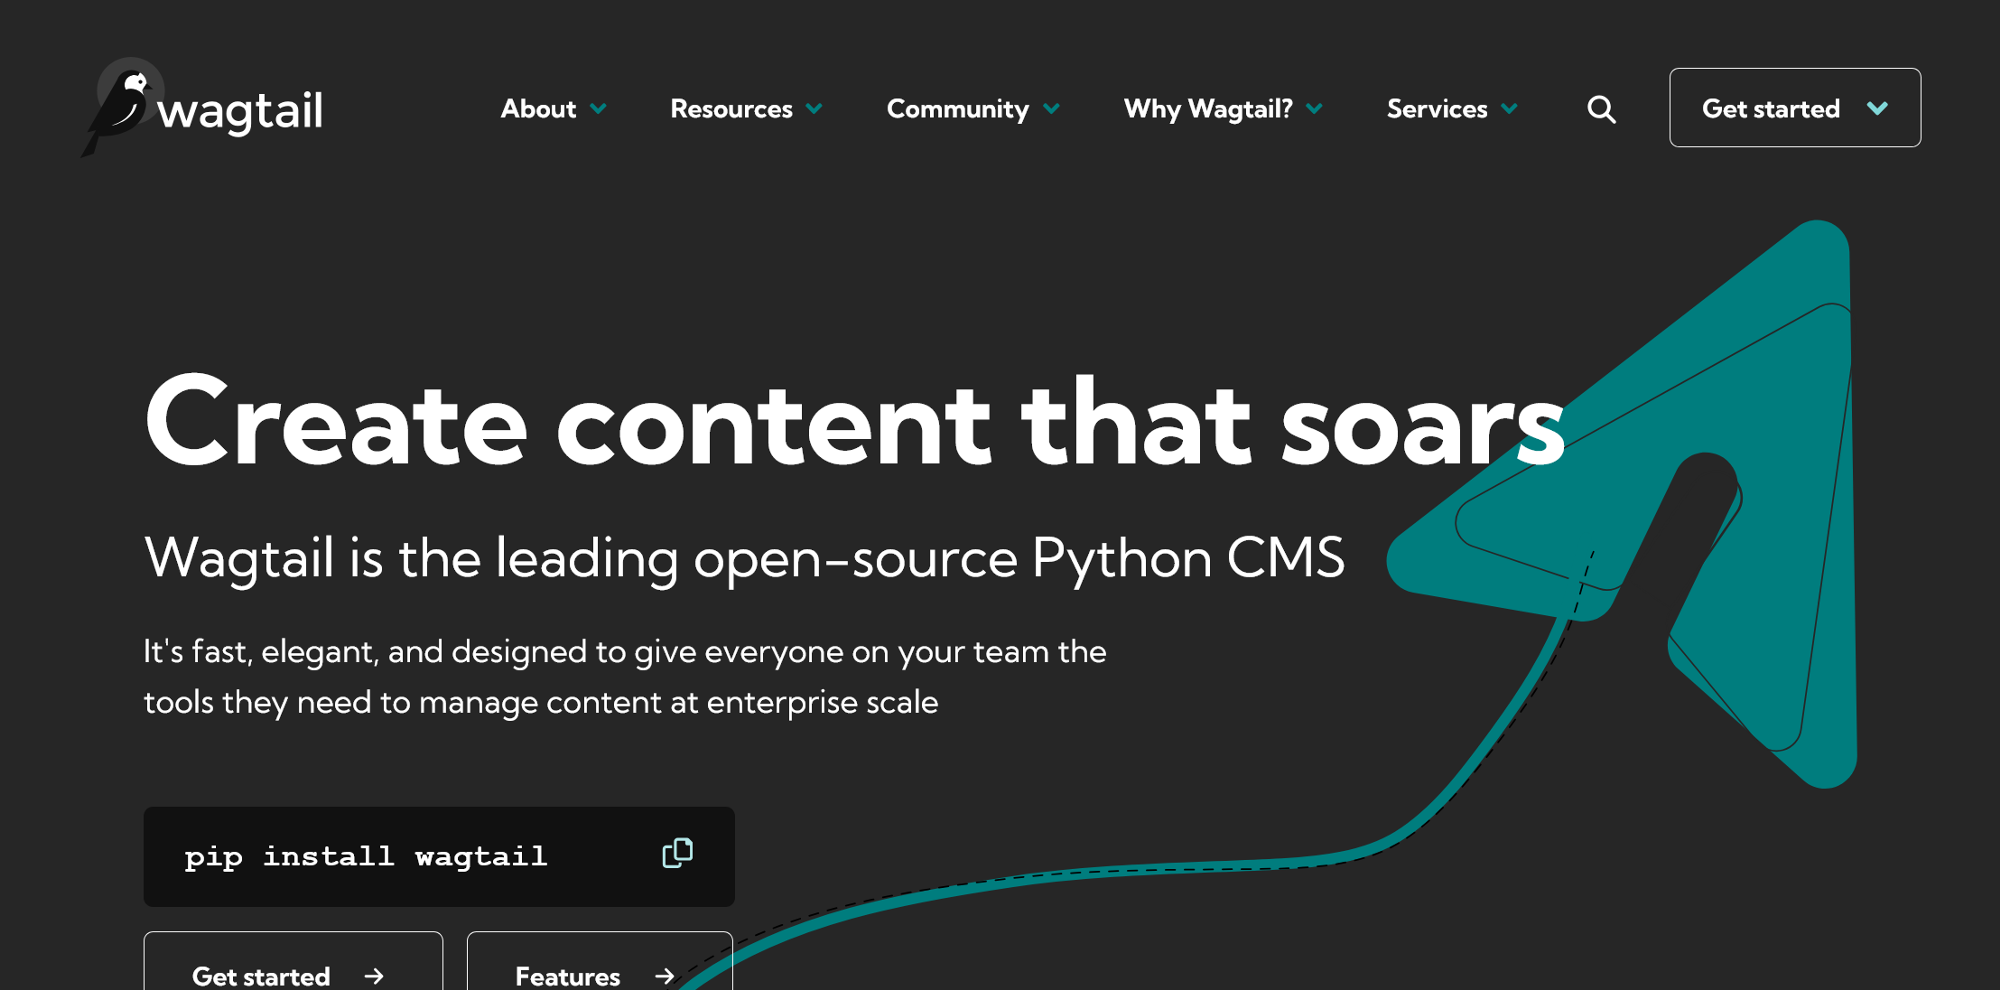 wagtail
About
Resources
Community
Why Wagtail?
Services
Get started
Create content that soars
Wagtail is the leading open-source Python CMS
It's fast, elegant, and designed to give everyone on your team the
tools they need to manage content at enterprise scale
pip install wagtail
Get started
Features